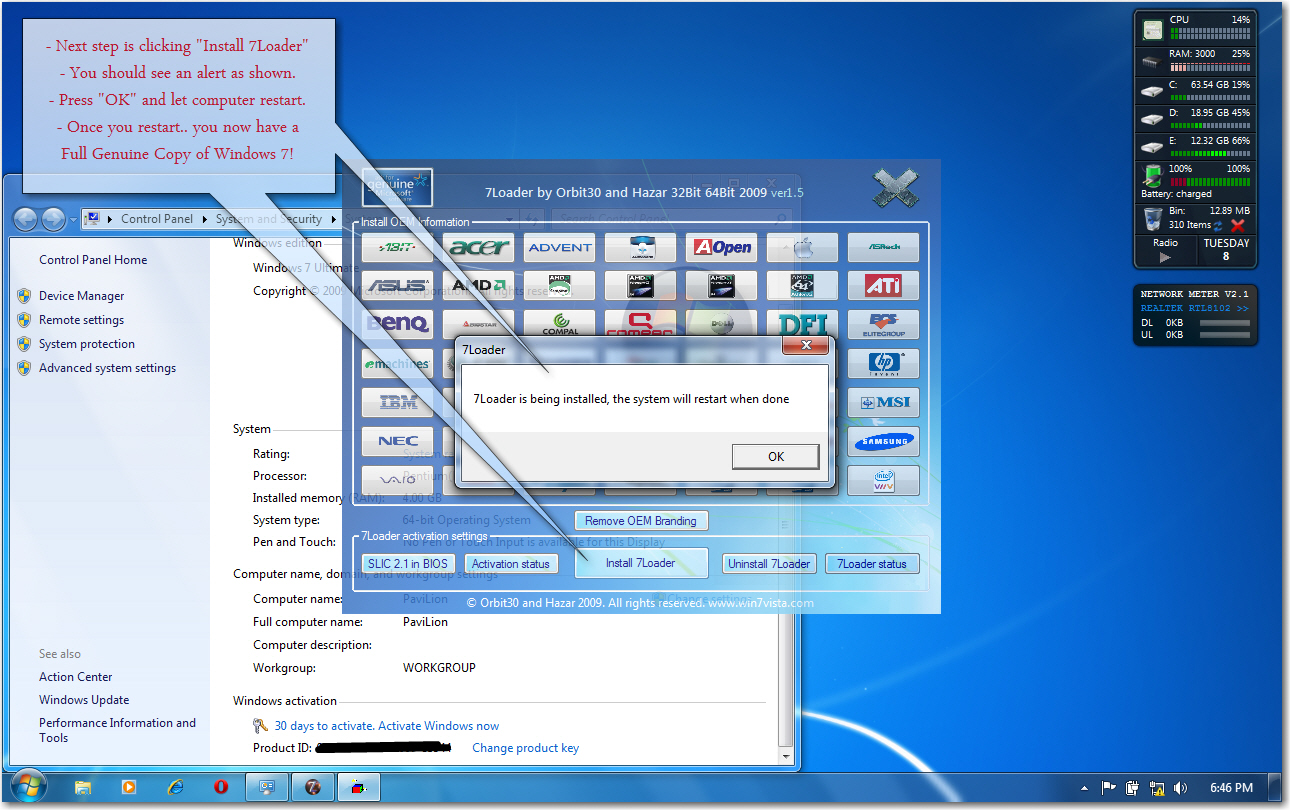 - Next step is clicking "Install 7Loader"
- You should see an alert as shown.
- Press "OK" and let computer restart.
- Once you restart.. you now have a
Full Genuine Copy of Windows 7!
CPU 14%
RAM: 3000 25%
C: 63.54 GB 19%
D: 18.95 GB 45%
E: 12.32 GB 66%
100% 100%
Battery: charged
Bin: 12.89 MB
310 Items
Radio
TUESDAY
8
NETWORK METER V2.1
REALTEK RTL8102 >>
DL 0KB
UL 0KB
genuine
Microsoft
7Loader by Orbit30 and Hazar 32Bit 64Bit 2009 ver1.5
Control Panel
System and Security
Search Control Panel
Control Panel Home
Device Manager
Remote settings
System protection
Advanced system settings
See also
Action Center
Windows Update
Performance Information and
Tools
Windows edition
Windows 7 Ultimate
Copyright © 2009 Microsoft Corporation. All rights rese
System
Rating: System
Processor: Pentium
Installed memory (RAM): 4.00 GB
System type: 64-bit Operating System
Pen and Touch: No Pen or Touch Input is available for this Display
Computer name, domain, and workgroup settings
Computer name: PaviLion
Change settings
Full computer name: PaviLion
Computer description:
Workgroup: WORKGROUP
Windows activation
30 days to activate. Activate Windows now
Product ID:
Change product key
Install OEM Information
ABIT
acer
ADVENT
AOpen
ASRock
ASUS
AMD
AMD
AMD
AMD
AMD
64
ATI
BenQ
BIOSTAR
COMPAL
COMPAQ
DELL
DFI
ECS
ELITEGROUP
emachines
hp
invent
IBM
MSI
NEC
SAMSUNG
VAIO
intel
VIIV
7Loader
7Loader is being installed, the system will restart when done
OK
Remove OEM Branding
7Loader activation settings
SLIC 2.1 in BIOS
Activation status
Install 7Loader
Uninstall 7Loader
7Loader status
© Orbit30 and Hazar 2009. All rights reserved. www.win7vista.com
6:46 PM